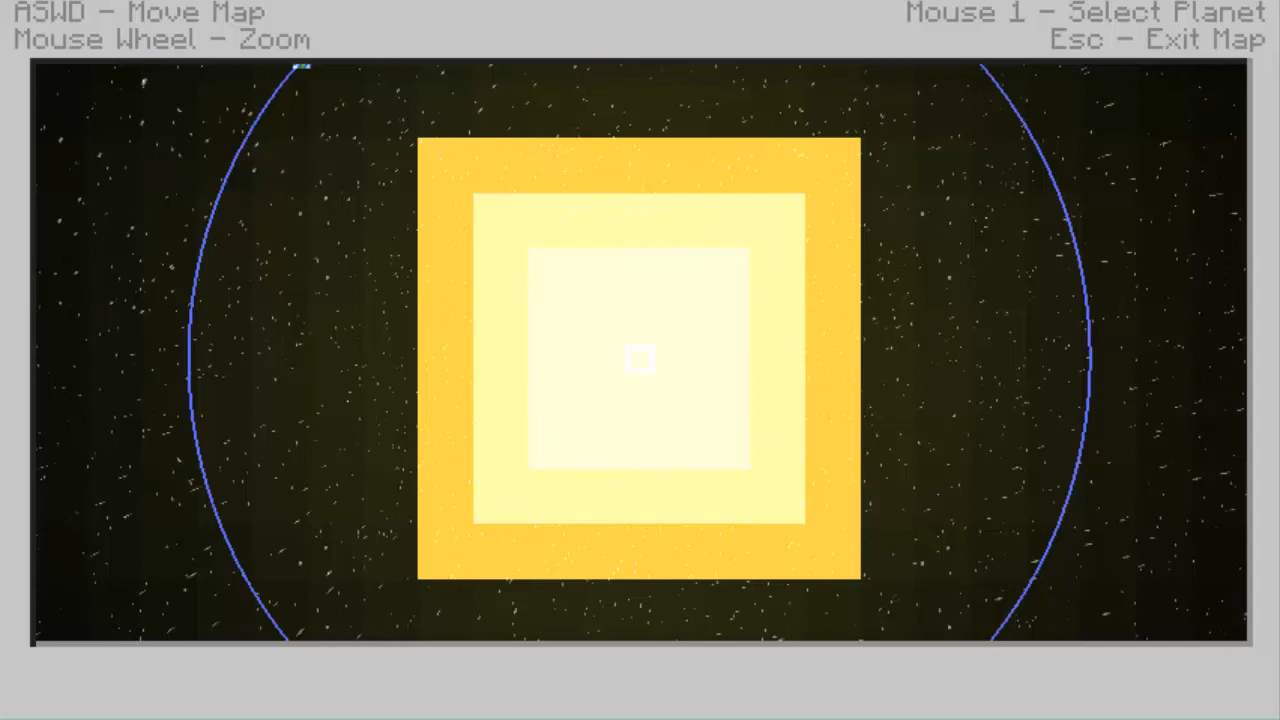 ASWD - Move Map
Mouse Wheel - Zoom
Mouse 1 - Select Planet
Esc - Exit Map